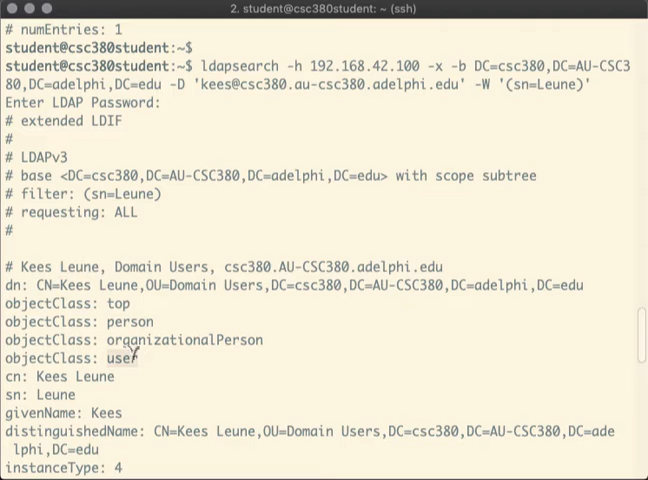 2. student@csc380student: ~ (ssh)
# numEntries: 1
student@csc380student:~$
student@csc380student:~$ ldapsearch -h 192.168.42.100 -x -b DC=csc380,DC=AU-CSC3
80,DC=adelphi,DC=edu -D 'kees@csc380.au-csc380.adelphi.edu' -W '(sn=Leune)'
Enter LDAP Password:
# extended LDIF
#
# LDAPv3
# base <DC=csc380,DC=AU-CSC380,DC=adelphi,DC=edu> with scope subtree
# filter: (sn=Leune)
# requesting: ALL
#
# Kees Leune, Domain Users, csc380.AU-CSC380.adelphi.edu
dn: CN=Kees Leune,OU=Domain Users,DC=csc380,DC=AU-CSC380,DC=adelphi,DC=edu
objectClass: top
objectClass: person
objectClass: organizationalPerson
objectClass: user
cn: Kees Leune
sn: Leune
givenName: Kees
distinguishedName: CN=Kees Leune,OU=Domain Users,DC=csc380,DC=AU-CSC380,DC=ade
lphi,DC=edu
instanceType: 4